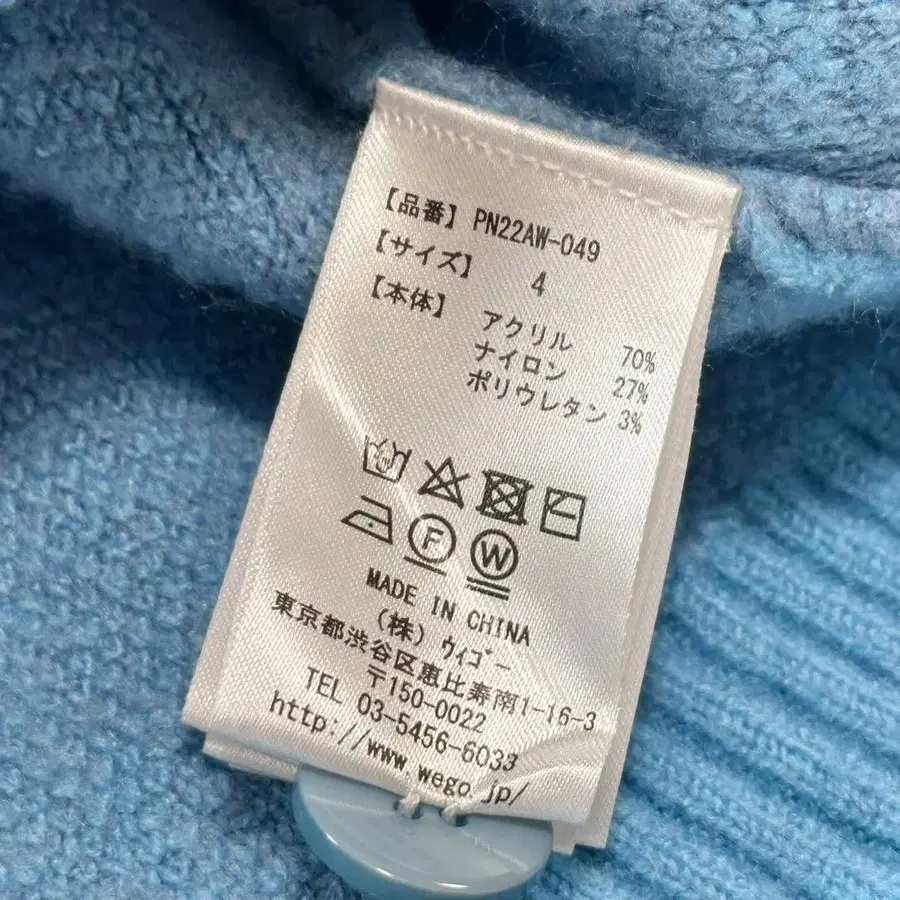 【品番】 PN22AW-049
【サイズ】 4
【本体】 アクリル 70%
ナイロン 27%
ポリウレタン 3%
F W
MADE IN CHINA
(株) ウィゴー
東京都渋谷区恵比寿南1-16-3
〒150-0022
TEL 03-5456-6033
http://www.wego.jp/